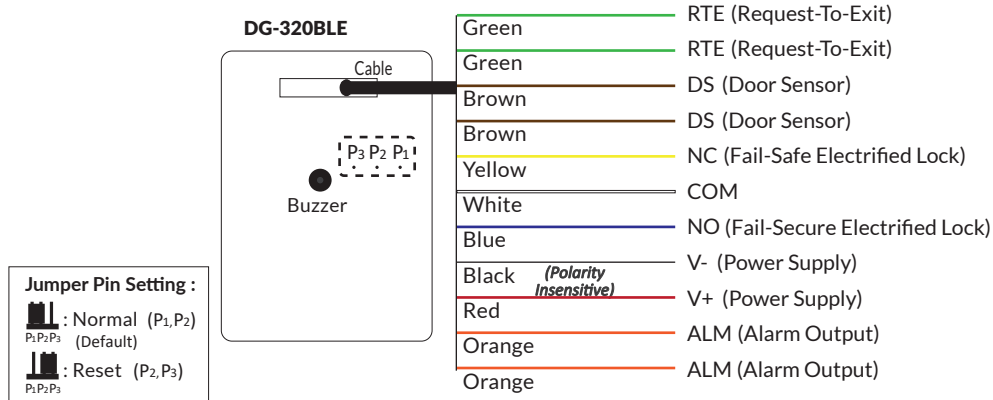 DG-320BLE
Cable
P3 P2 P1
Buzzer
Green RTE (Request-To-Exit)
Green RTE (Request-To-Exit)
Brown DS (Door Sensor)
Brown DS (Door Sensor)
Yellow NC (Fail-Safe Electrified Lock)
White COM
Blue NO (Fail-Secure Electrified Lock)
Black (Polarity Insensitive) V- (Power Supply)
Red V+ (Power Supply)
Orange ALM (Alarm Output)
Orange ALM (Alarm Output)
Jumper Pin Setting :
P1P2P3 : Normal (P1,P2)
(Default)
P1P2P3 : Reset (P2,P3)